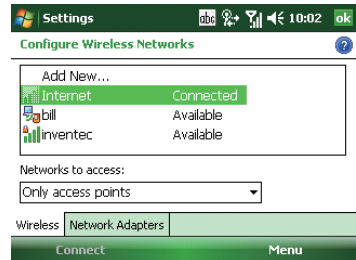 Settings abc 10:02 ok
Configure Wireless Networks ?
Add New...
Internet Connected
bill Available
inventec Available
Networks to access:
Only access points
Wireless Network Adapters
Connect Menu